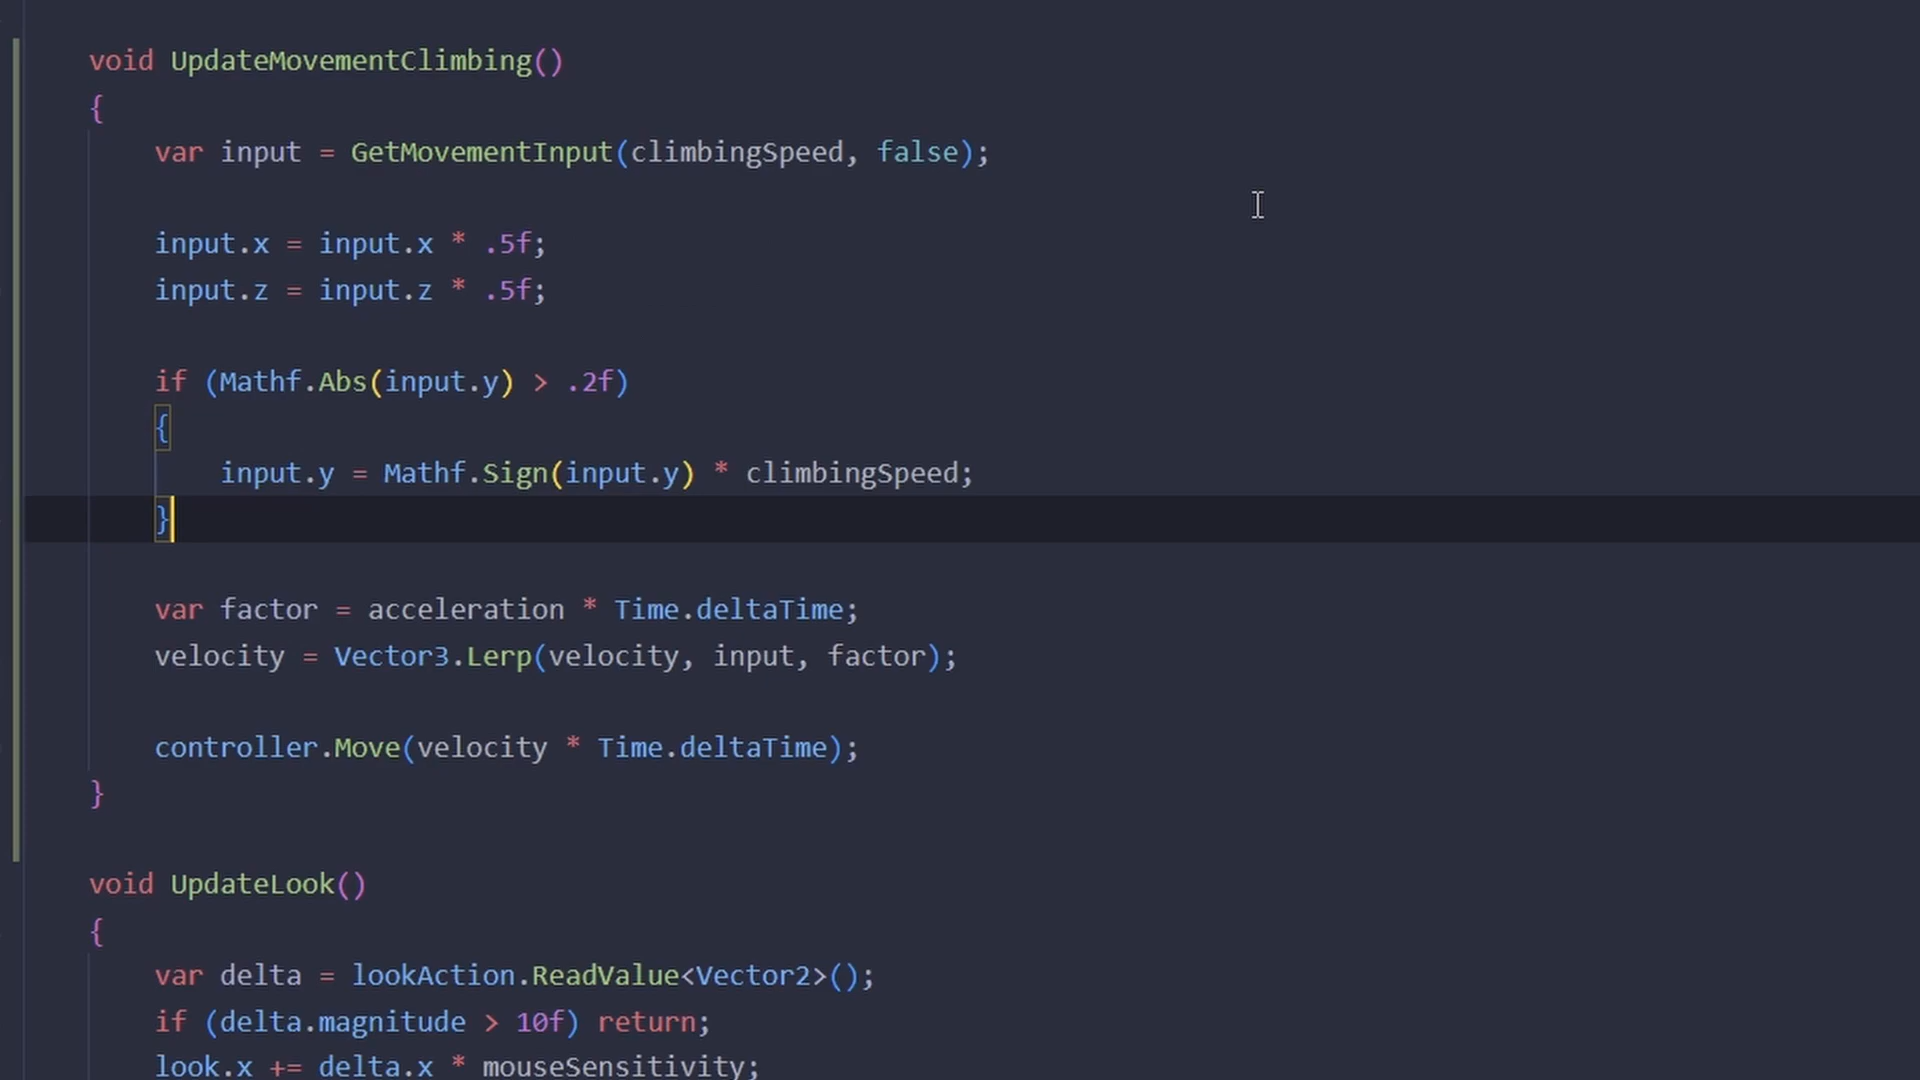 void UpdateMovementClimbing()
{
    var input = GetMovementInput(climbingSpeed, false);

    input.x = input.x * .5f;
    input.z = input.z * .5f;

    if (Mathf.Abs(input.y) > .2f)
    {
        input.y = Mathf.Sign(input.y) * climbingSpeed;
    }

    var factor = acceleration * Time.deltaTime;
    velocity = Vector3.Lerp(velocity, input, factor);

    controller.Move(velocity * Time.deltaTime);
}

void UpdateLook()
{
    var delta = lookAction.ReadValue<Vector2>();
    if (delta.magnitude > 10f) return;
    look.x += delta.x * mouseSensitivity;